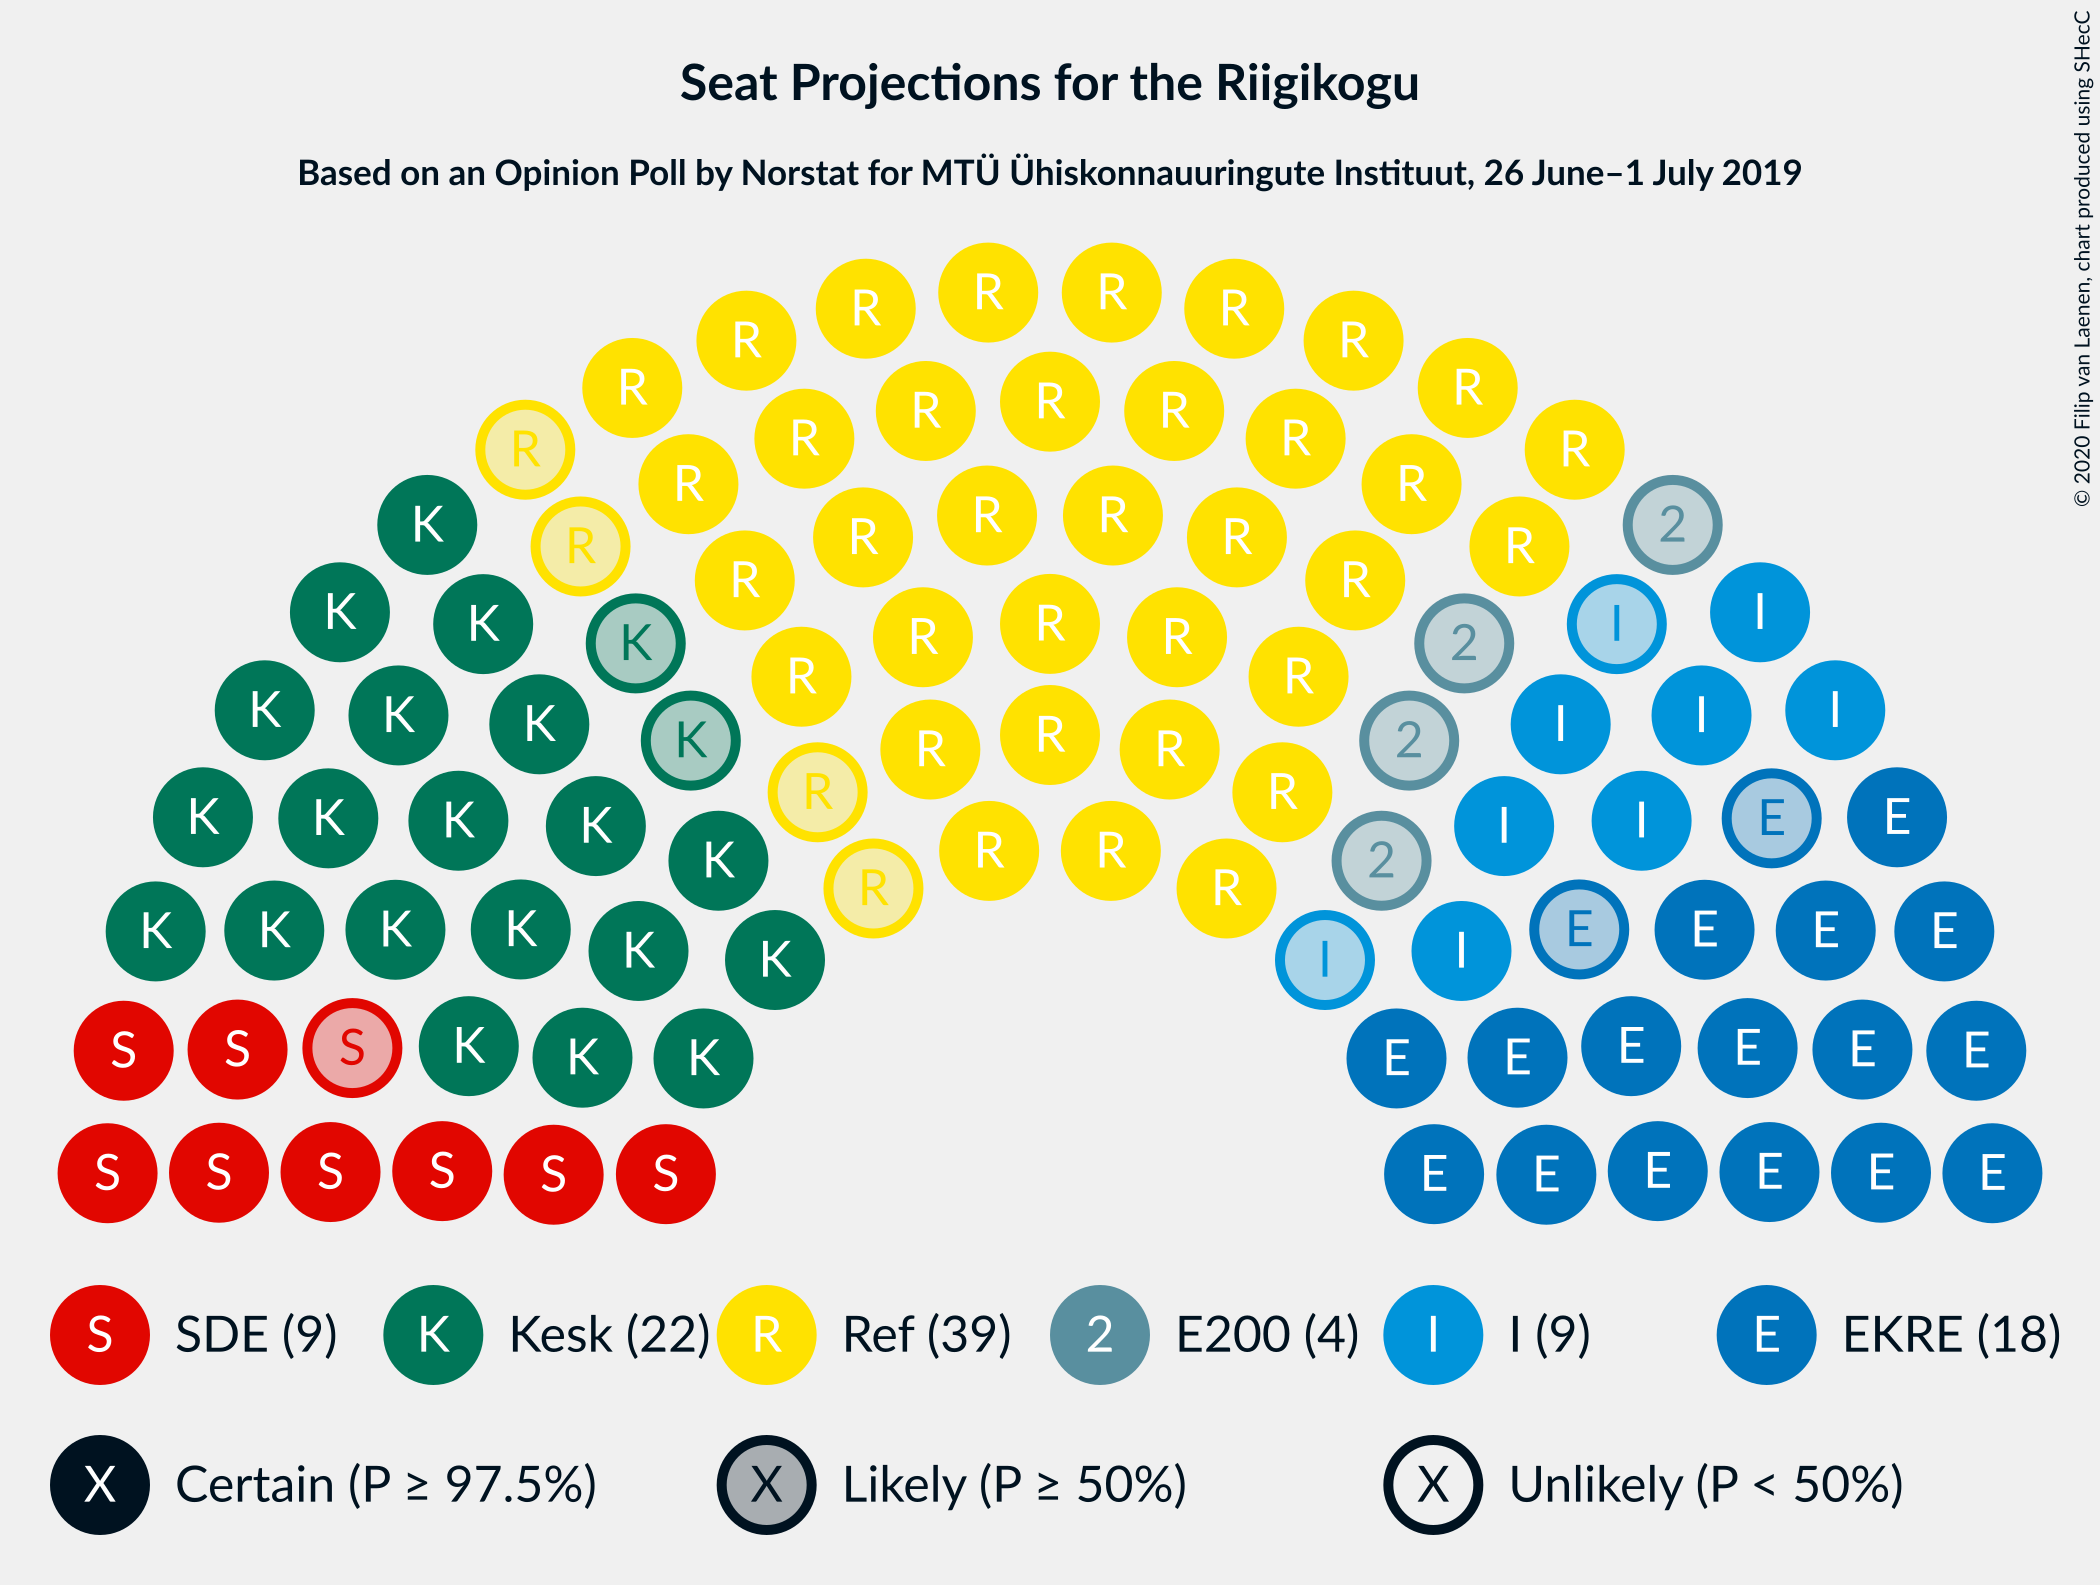 Seat Projections for the Riigikogu
Based on an Opinion Poll by Norstat for MTÜ Ühiskonnauuringute Instituut, 26 June–1 July 2019
© 2020 Filip van Laenen, chart produced using SHecC
R R R R
R R
R R
R R R R R
R R
R R
K 2
R R R R
R R
K K I I
R R R
K 2
R R
K K K I I I
R R R
K 2
R R
K K K K I I E E
R R R
K 2
R R
K K K K E E E E
K I
K I
S S S K K K E E E E E E
S S S S S S E E E E E E
S SDE (9) K Kesk (22) R Ref (39) 2 E200 (4) I I (9) E EKRE (18)
X Certain (P ≥ 97.5%) X Likely (P ≥ 50%) X Unlikely (P < 50%)